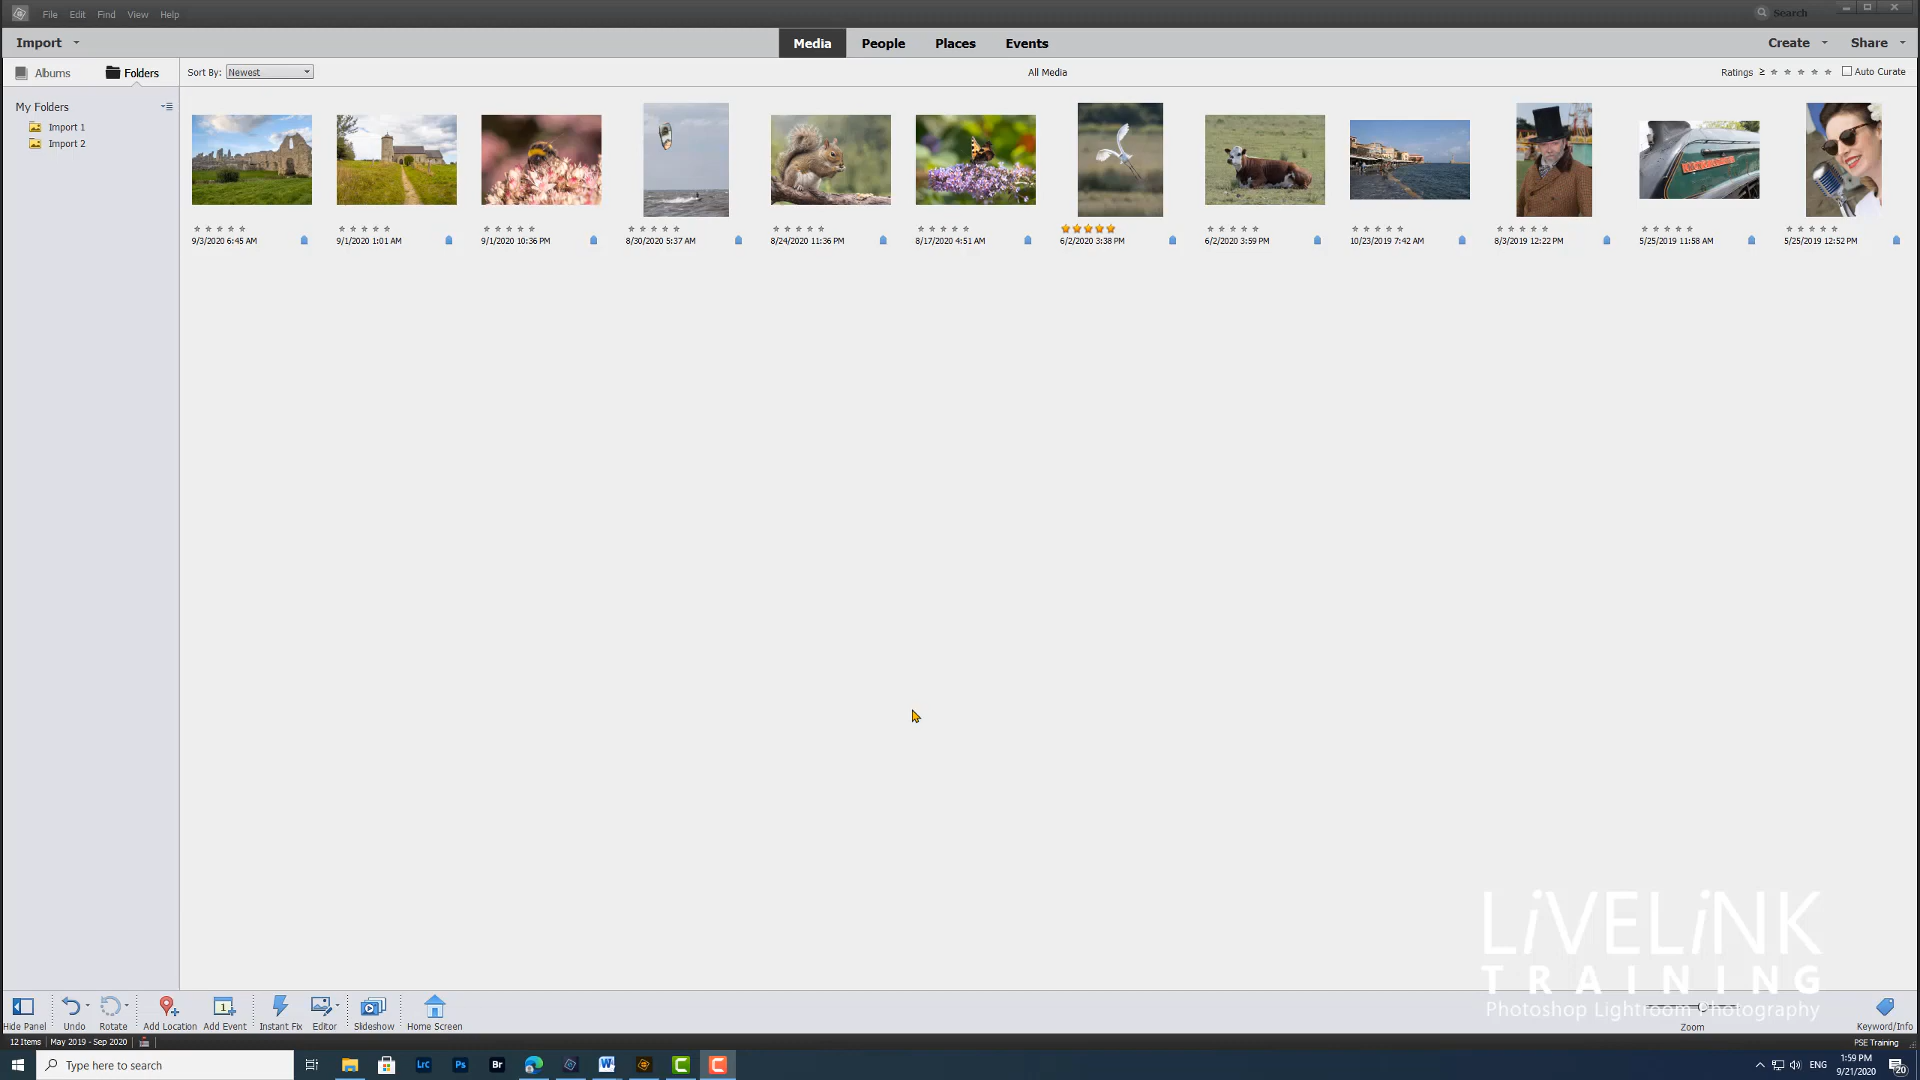 File Edit Find View Help
Search
Import Media People Places Events Create Share
Albums Folders Sort By: Newest All Media Ratings ≥ Auto Curate
My Folders
Import 1
Import 2
9/3/2020 6:45 AM 9/1/2020 1:01 AM 9/1/2020 10:36 PM 8/30/2020 5:37 AM 8/24/2020 11:36 PM 8/17/2020 4:51 AM 6/2/2020 3:38 PM 6/2/2020 3:59 PM 10/23/2019 7:42 AM 8/3/2019 12:22 PM 5/25/2019 11:58 AM 5/25/2019 12:52 PM
LiVELiNK
TRAINING
Photoshop Lightroom Photography
1
Hide Panel Undo Rotate Add Location Add Event Instant Fix Editor Slideshow Home Screen Zoom Keyword/Info
12 Items May 2019 - Sep 2020 PSE Training
Type here to search LrC Ps Br W ENG 1:59 PM
9/21/2020 20